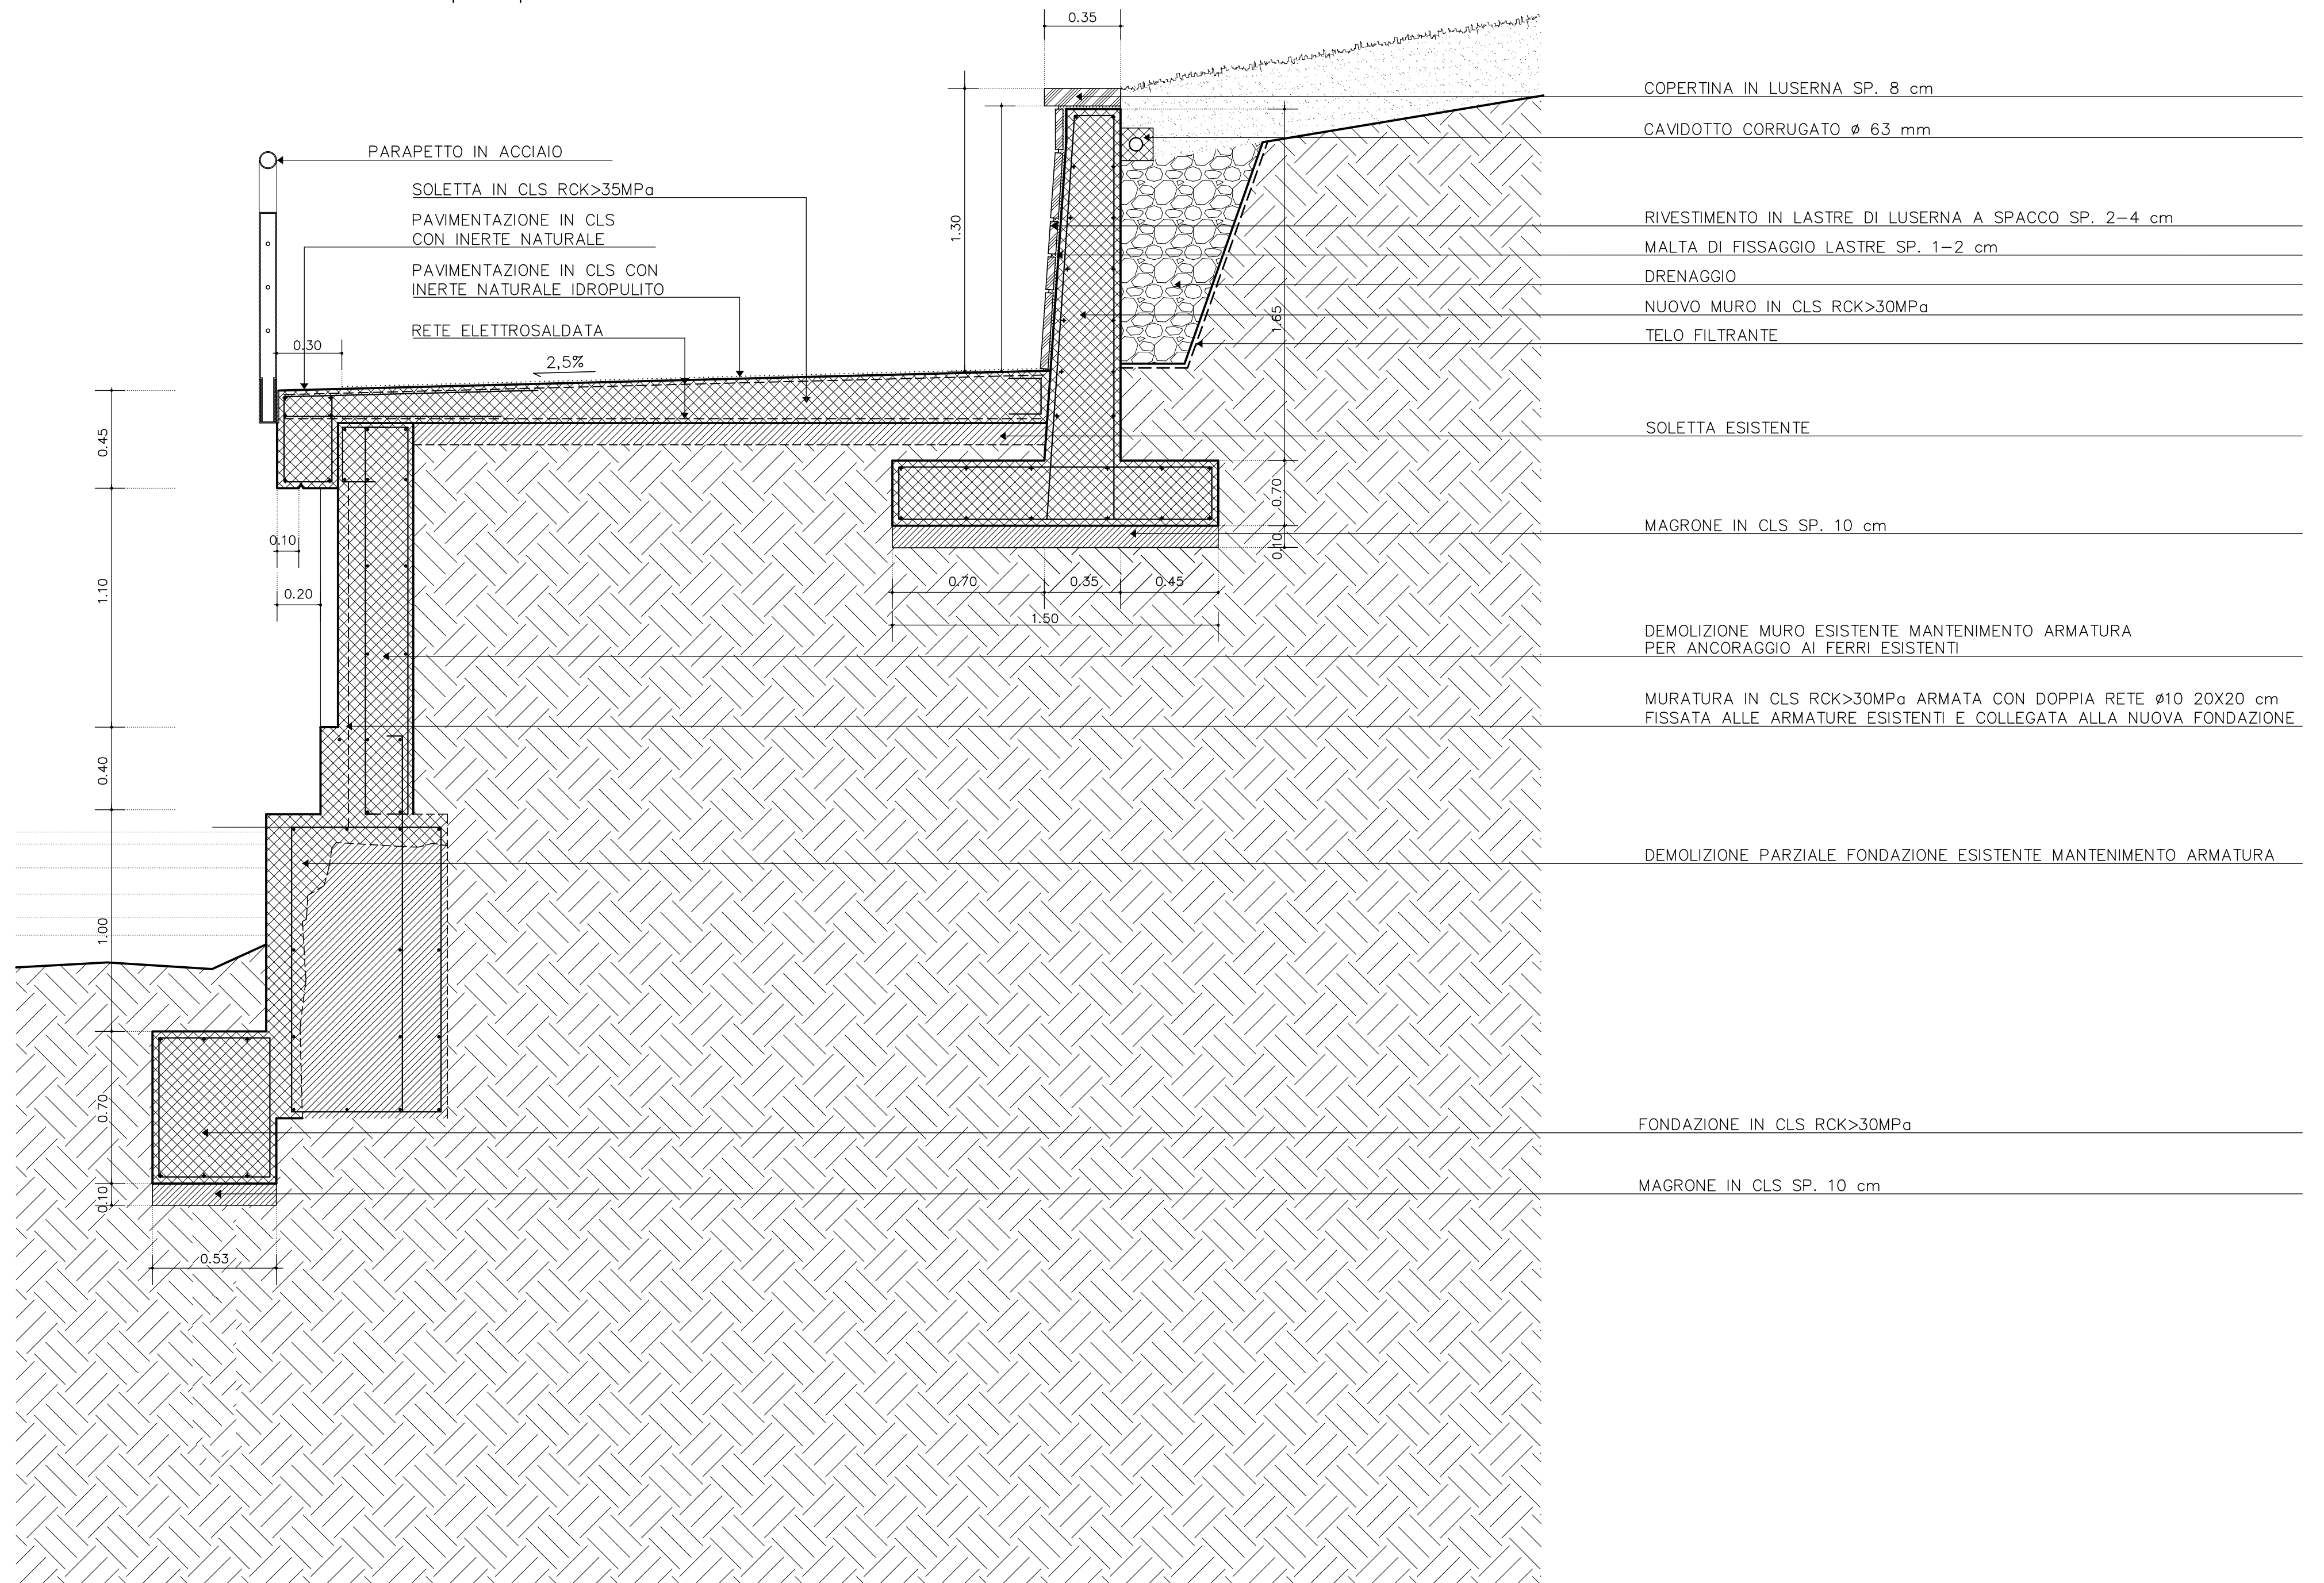 0.35
COPERTINA IN LUSERNA SP. 8 cm
CAVIDOTTO CORRUGATO ø 63 mm
PARAPETTO IN ACCIAIO
SOLETTA IN CLS RCK>35MPa
PAVIMENTAZIONE IN CLS
CON INERTE NATURALE
1.30
RIVESTIMENTO IN LASTRE DI LUSERNA A SPACCO SP. 2–4 cm
MALTA DI FISSAGGIO LASTRE SP. 1–2 cm
PAVIMENTAZIONE IN CLS CON
INERTE NATURALE IDROPULITO
DRENAGGIO
NUOVO MURO IN CLS RCK>30MPa
1.65
RETE ELETTROSALDATA
TELO FILTRANTE
0.30
2,5%
0.45
SOLETTA ESISTENTE
0.70
MAGRONE IN CLS SP. 10 cm
0.10
0.10
1.10
0.20
0.70
0.35
0.45
1.50
DEMOLIZIONE MURO ESISTENTE MANTENIMENTO ARMATURA
PER ANCORAGGIO AI FERRI ESISTENTI
MURATURA IN CLS RCK>30MPa ARMATA CON DOPPIA RETE ø10 20X20 cm
FISSATA ALLE ARMATURE ESISTENTI E COLLEGATA ALLA NUOVA FONDAZIONE
0.40
DEMOLIZIONE PARZIALE FONDAZIONE ESISTENTE MANTENIMENTO ARMATURA
1.00
0.70
FONDAZIONE IN CLS RCK>30MPa
MAGRONE IN CLS SP. 10 cm
0.10
0.53